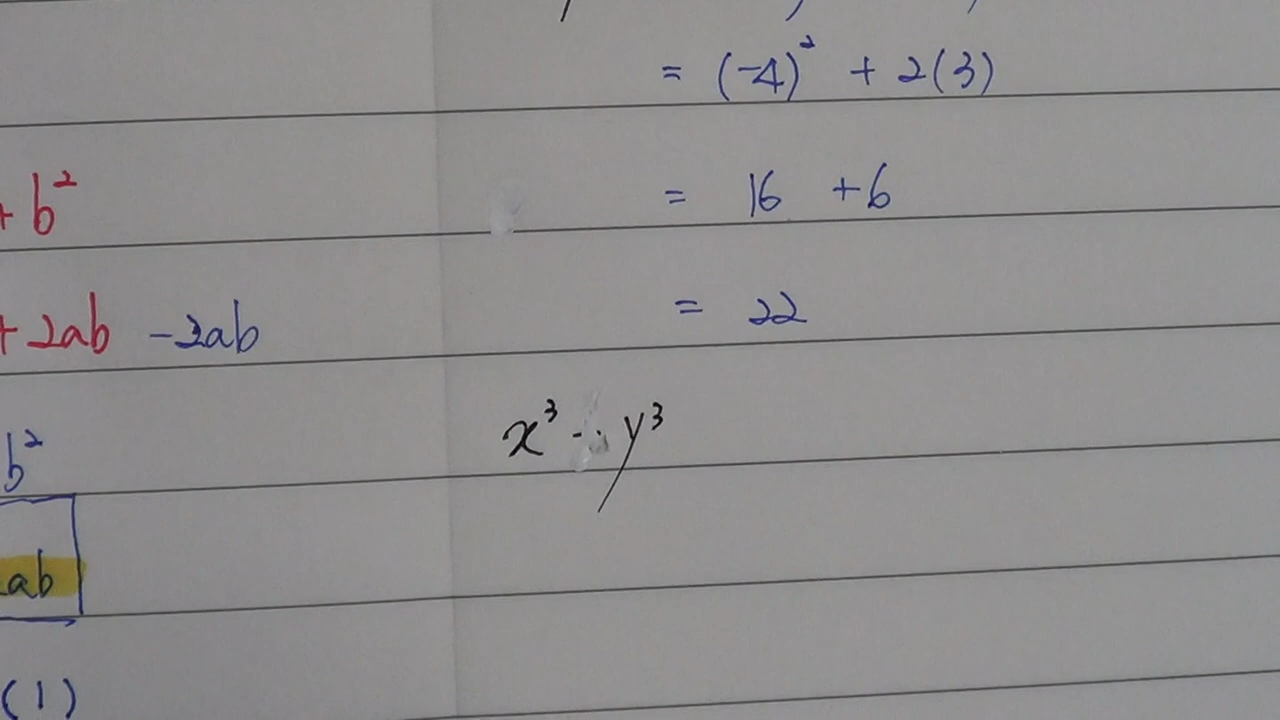 = (-4)² + 2(3)
= 16 + 6
= 22
x³ - y³
+ b²
+ 2ab - 2ab
b²
ab
(1)